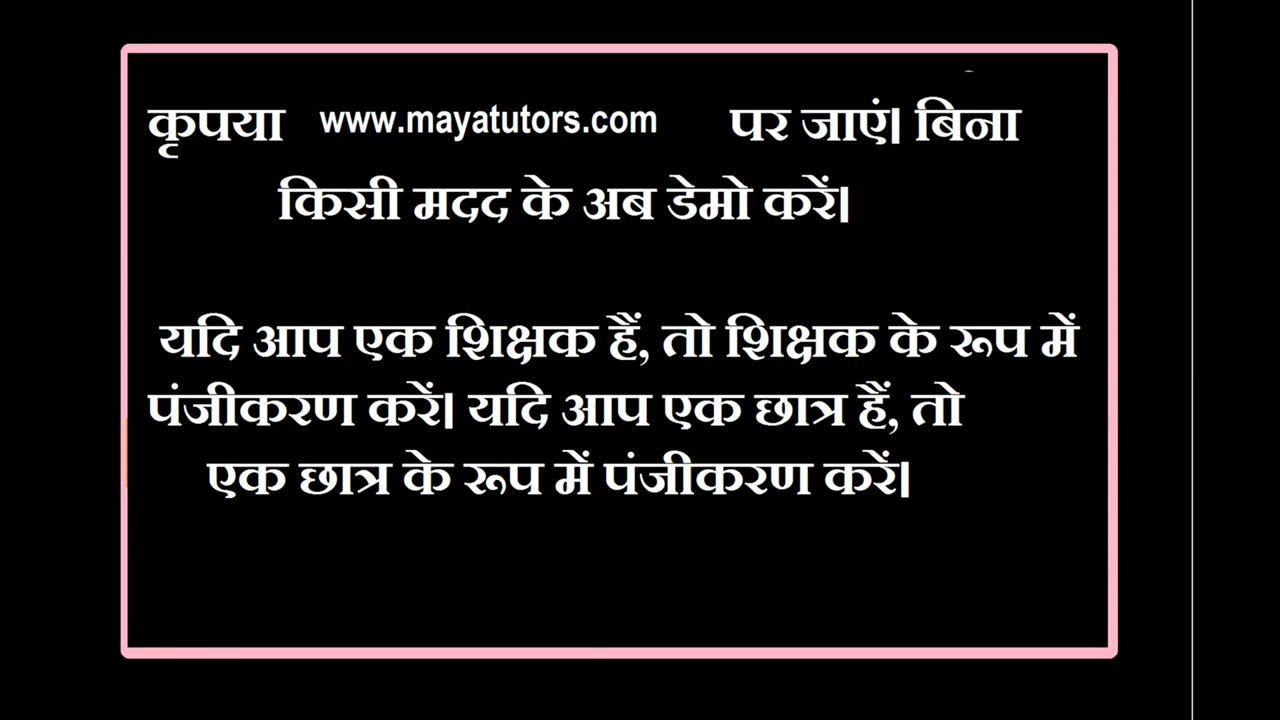 कृपया www.mayatutors.com पर जाएं। बिना
किसी मदद के अब डेमो करें।
यदि आप एक शिक्षक हैं, तो शिक्षक के रूप में
पंजीकरण करें। यदि आप एक छात्र हैं, तो
एक छात्र के रूप में पंजीकरण करें।